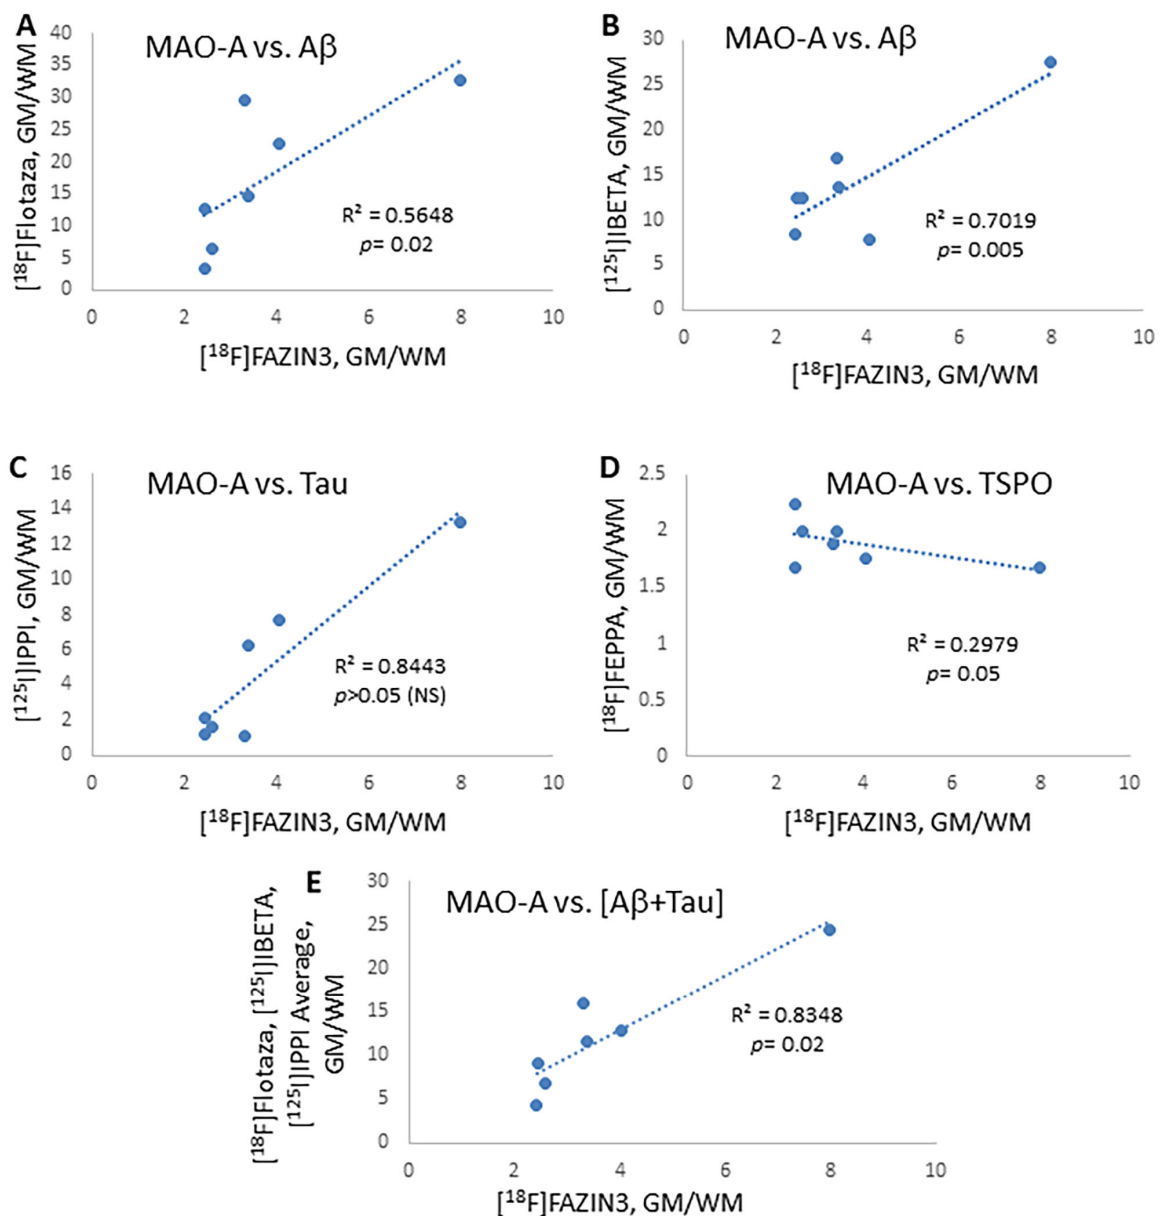 A
MAO-A vs. Aβ
[¹⁸F]Flotaza, GM/WM
40
35
30
25
20
15
10
5
0
R² = 0.5648
p= 0.02
0 2 4 6 8 10
[¹⁸F]FAZIN3, GM/WM
B
MAO-A vs. Aβ
[¹²⁵I]IBETA, GM/WM
30
25
20
15
10
5
0
R² = 0.7019
p= 0.005
0 2 4 6 8 10
[¹⁸F]FAZIN3, GM/WM
C
MAO-A vs. Tau
[¹²⁵I]IPPI, GM/WM
16
14
12
10
8
6
4
2
0
R² = 0.8443
p>0.05 (NS)
0 2 4 6 8 10
[¹⁸F]FAZIN3, GM/WM
D
MAO-A vs. TSPO
[¹⁸F]FEPPA, GM/WM
2.5
2
1.5
1
0.5
0
R² = 0.2979
p= 0.05
0 2 4 6 8 10
[¹⁸F]FAZIN3, GM/WM
E
MAO-A vs. [Aβ+Tau]
[¹⁸F]Flotaza, [¹²⁵I]IBETA,
[¹²⁵I]IPPI Average,
GM/WM
30
25
20
15
10
5
0
R² = 0.8348
p= 0.02
0 2 4 6 8 10
[¹⁸F]FAZIN3, GM/WM